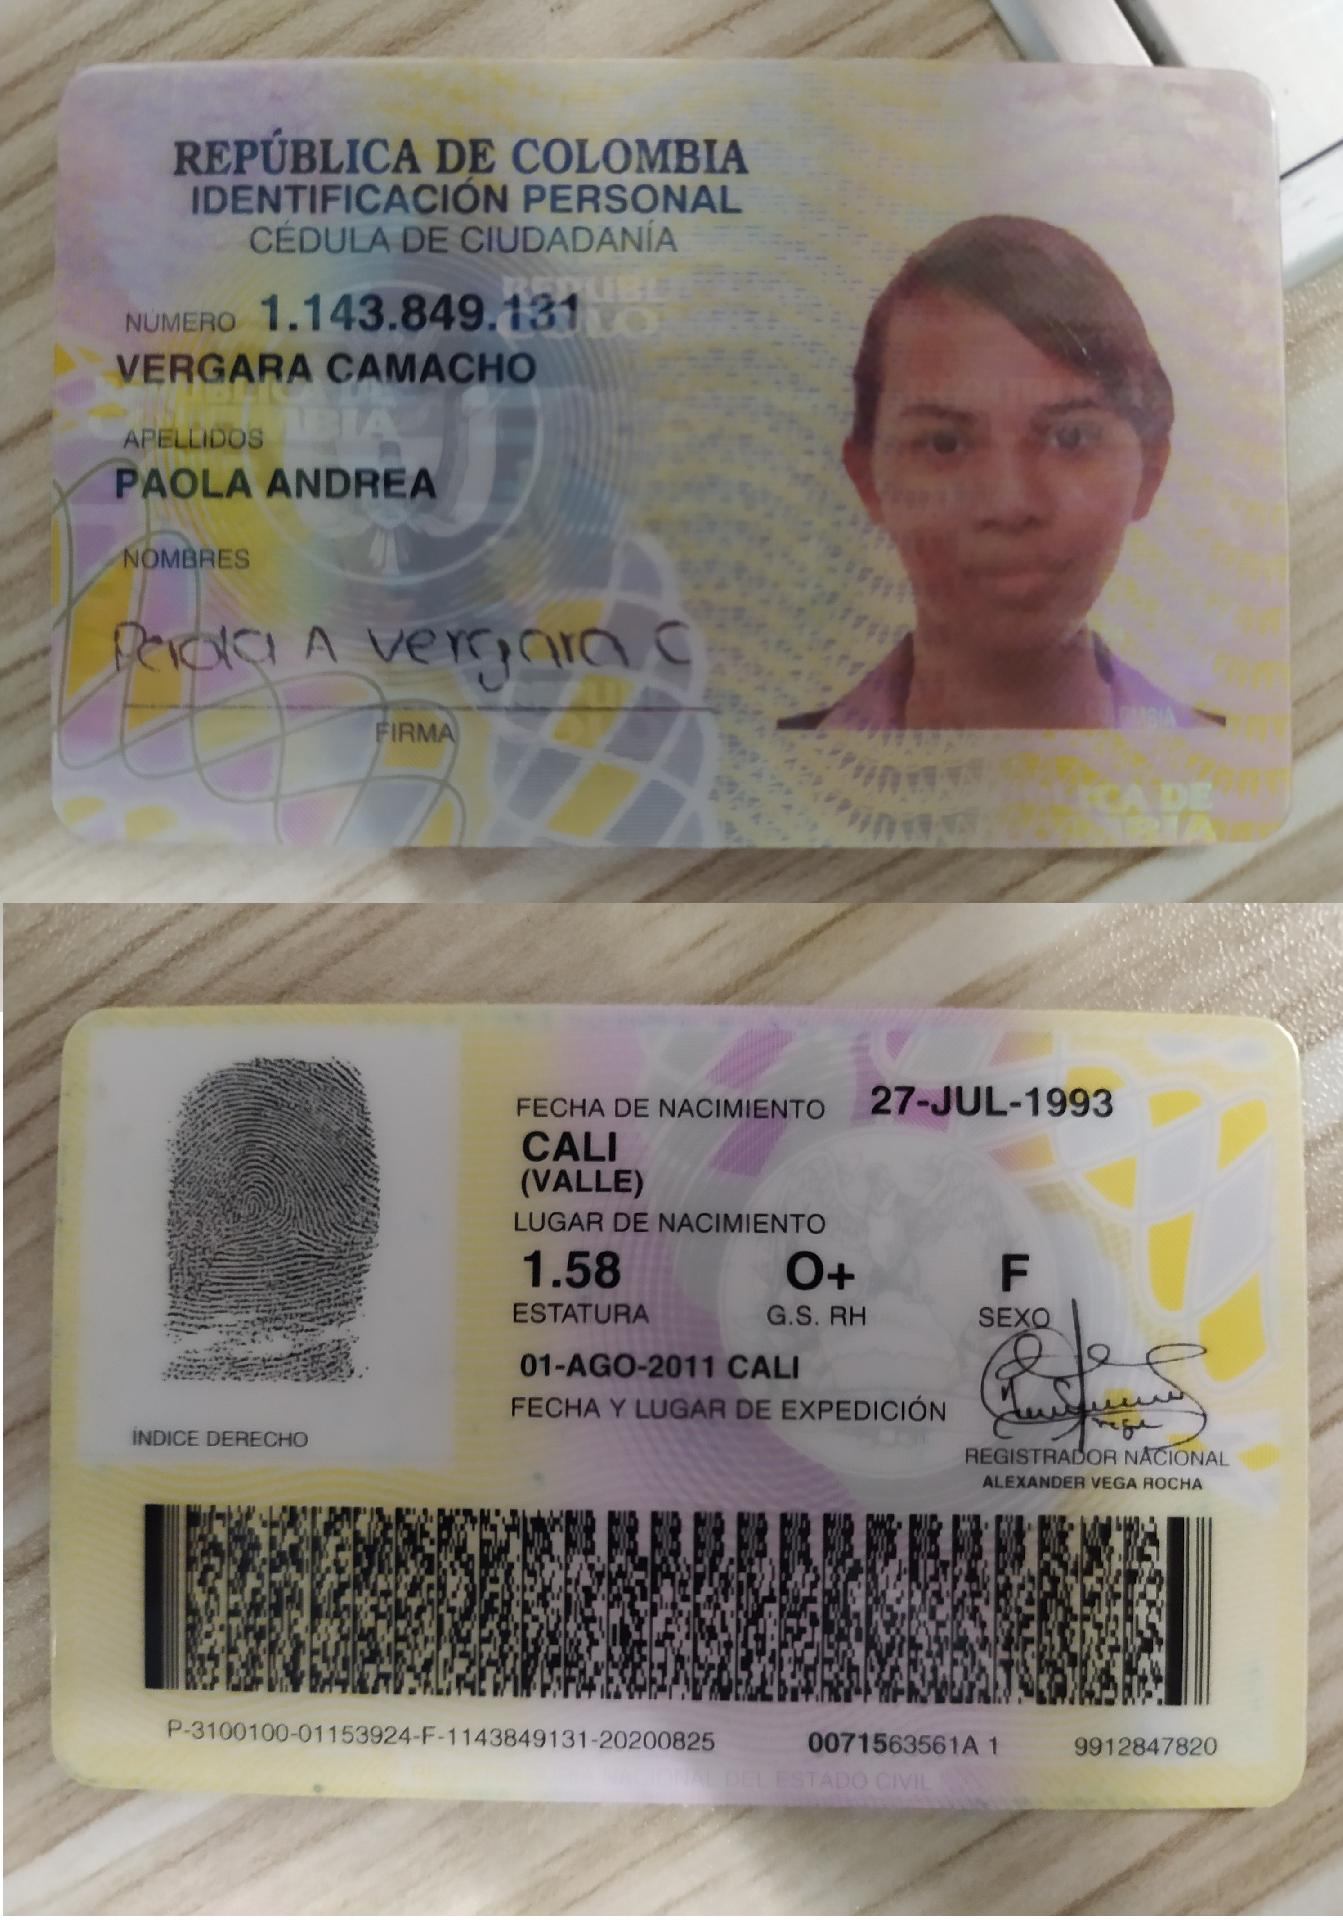 REPÚBLICA DE COLOMBIA
IDENTIFICACIÓN PERSONAL
CÉDULA DE CIUDADANÍA
NÚMERO 1.143.849.131
VERGARA CAMACHO
APELLIDOS
PAOLA ANDREA
NOMBRES
Paola A Vergara C
FIRMA
FECHA DE NACIMIENTO 27-JUL-1993
CALI
(VALLE)
LUGAR DE NACIMIENTO
1.58 O+ F
ESTATURA G.S. RH SEXO
01-AGO-2011 CALI
FECHA Y LUGAR DE EXPEDICIÓN
ÍNDICE DERECHO
REGISTRADOR NACIONAL
ALEXANDER VEGA ROCHA
P-3100100-01153924-F-1143849131-20200825 0071563561A 1 9912847820
NACIONAL DEL ESTADO CIVIL